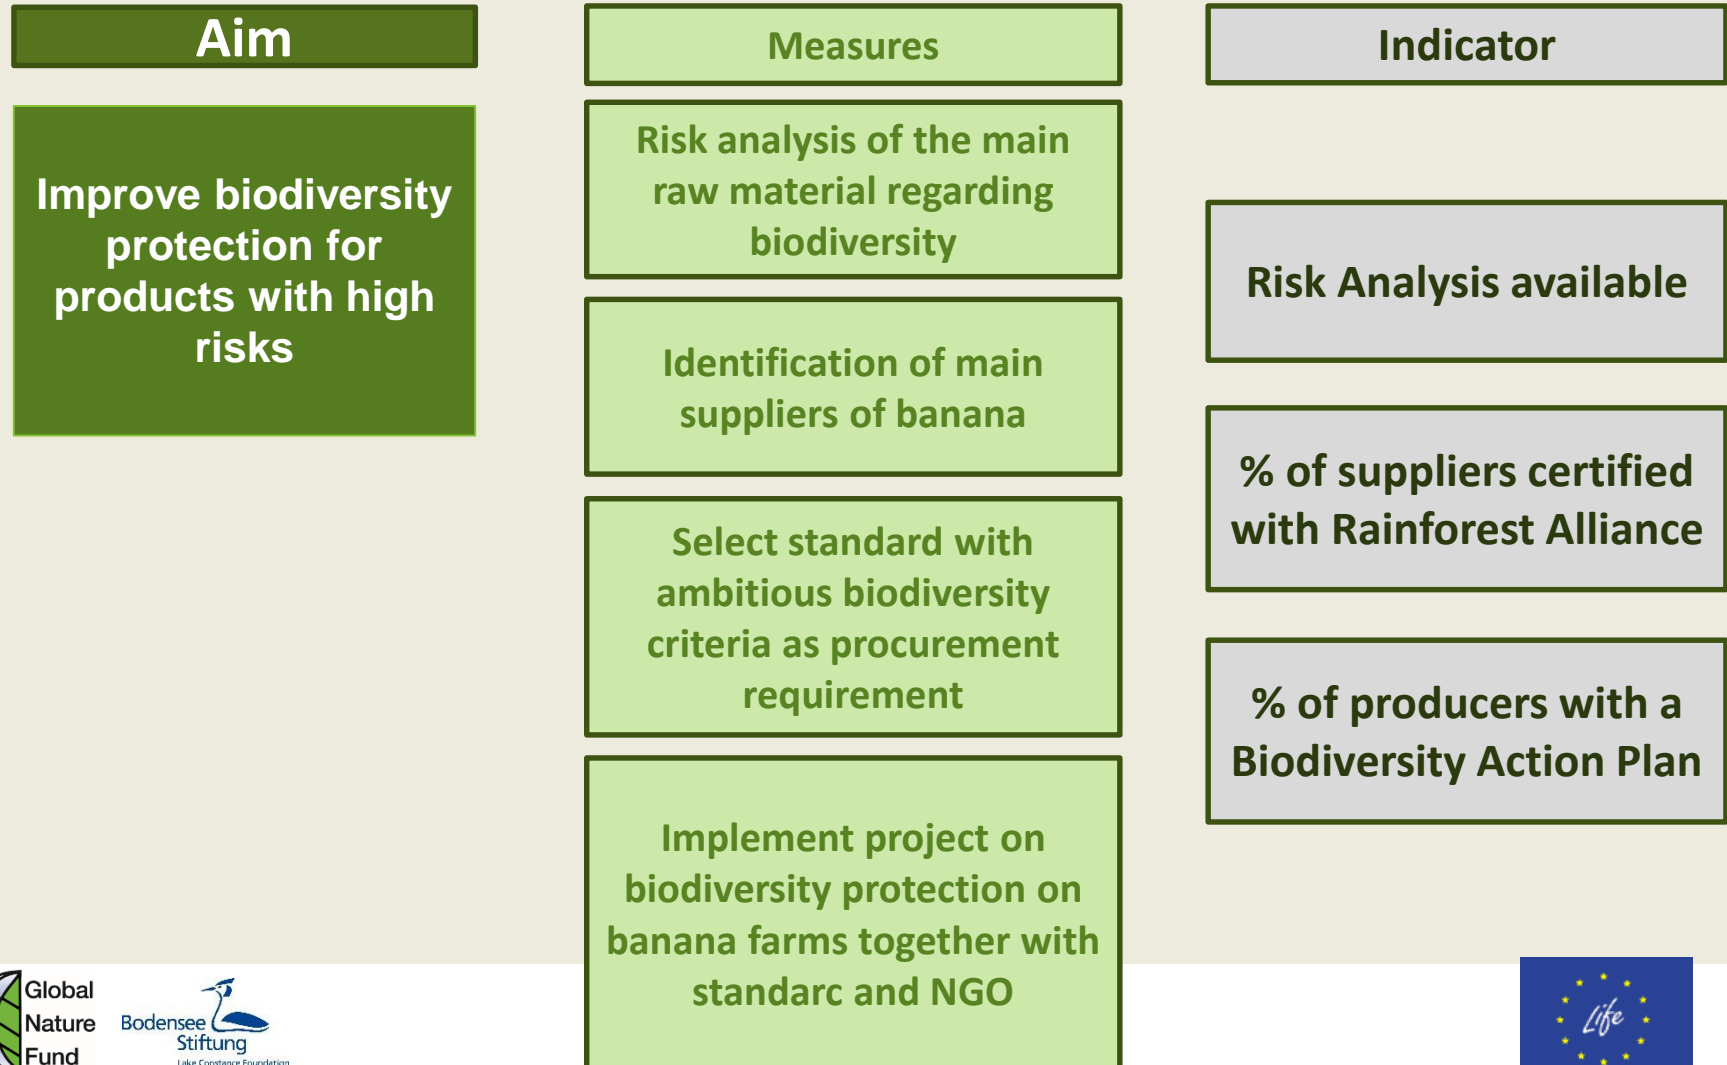 Aim
Improve biodiversity
protection for
products with high
risks
Measures
Risk analysis of the main
raw material regarding
biodiversity
Identification of main
suppliers of banana
Select standard with
ambitious biodiversity
criteria as procurement
requirement
Implement project on
biodiversity protection on
banana farms together with
standarc and NGO
Indicator
Risk Analysis available
% of suppliers certified
with Rainforest Alliance
% of producers with a
Biodiversity Action Plan
Global
Nature
Fund
Bodensee
Stiftung
Lake Constance Foundation
Life